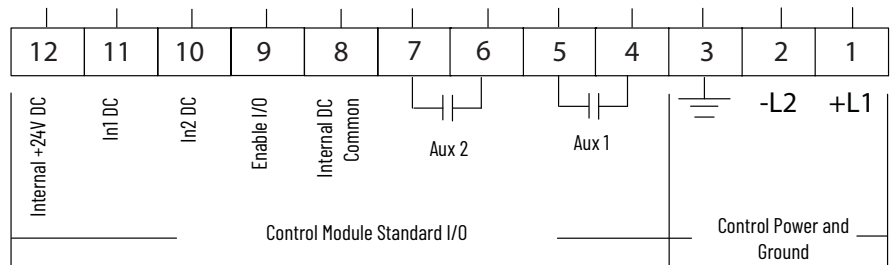 12 11 10 9 8 7 6 5 4 3 2 1
Internal +24V DC
In1 DC
In2 DC
Enable I/O
Internal DC
Common
Aux 2
Aux 1
-L2
+L1
Control Module Standard I/O
Control Power and
Ground